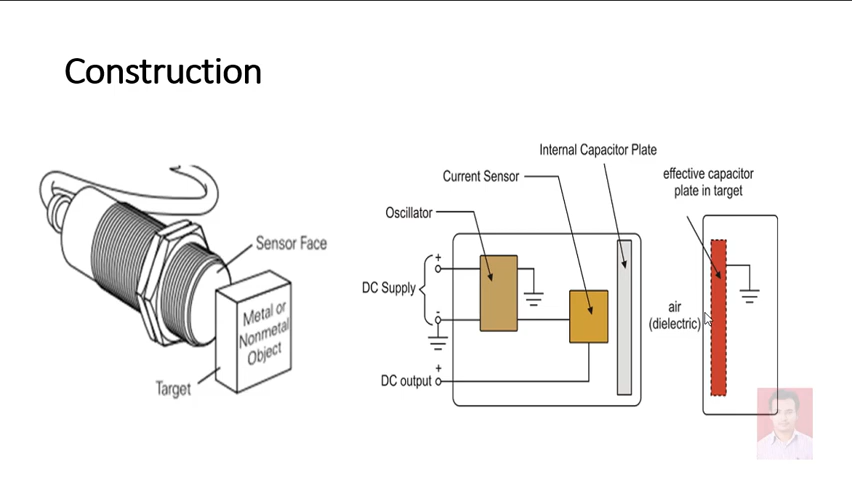 Construction
Sensor Face
Metal or
Nonmetal
Object
Target
Internal Capacitor Plate
Current Sensor
effective capacitor
plate in target
Oscillator
+
DC Supply
-
air
(dielectric)
+
DC output